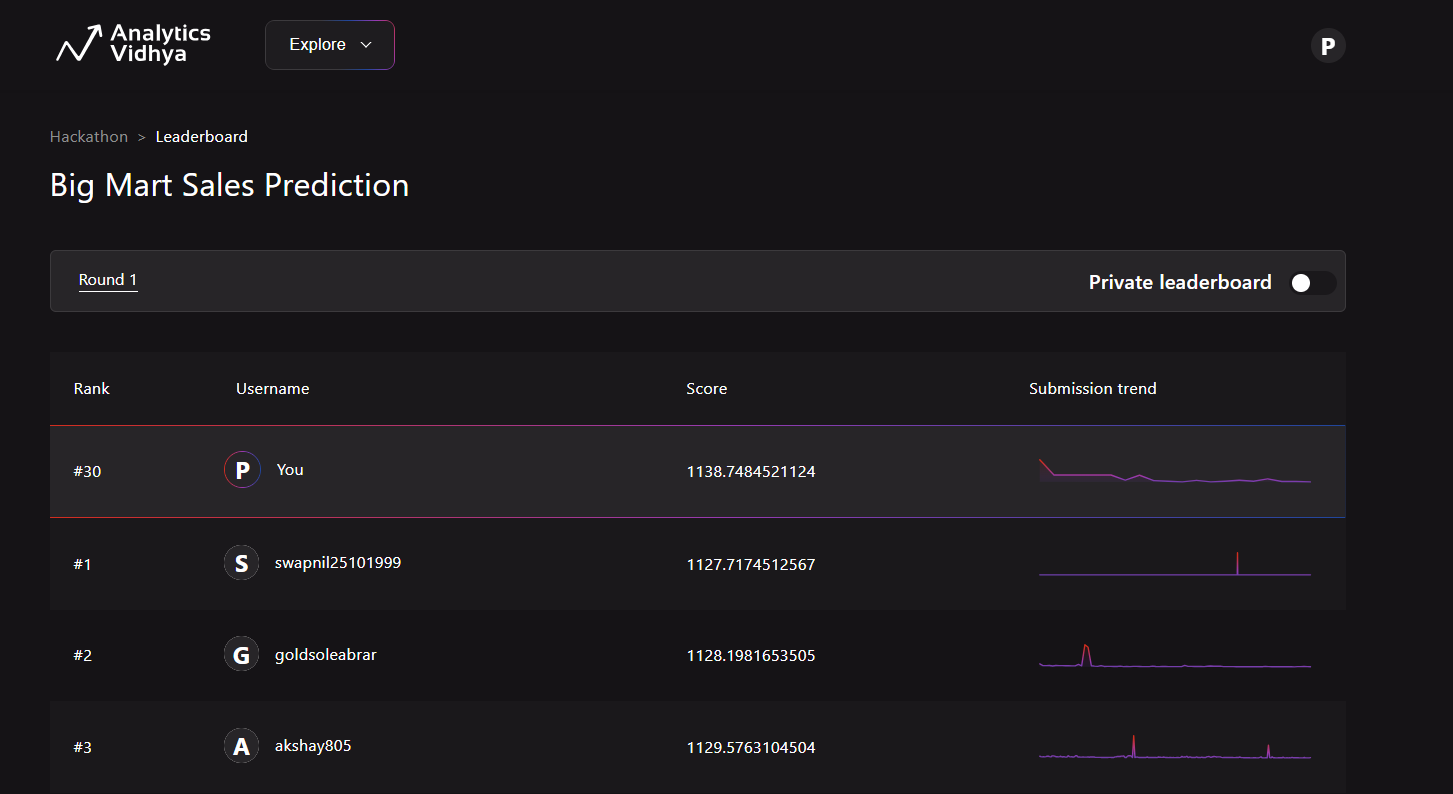 Analytics
Vidhya
Explore
P
Hackathon > Leaderboard
Big Mart Sales Prediction
Round 1 Private leaderboard
Rank Username Score Submission trend
#30 P You 1138.7484521124
#1 S swapnil25101999 1127.7174512567
#2 G goldsoleabrar 1128.1981653505
#3 A akshay805 1129.5763104504